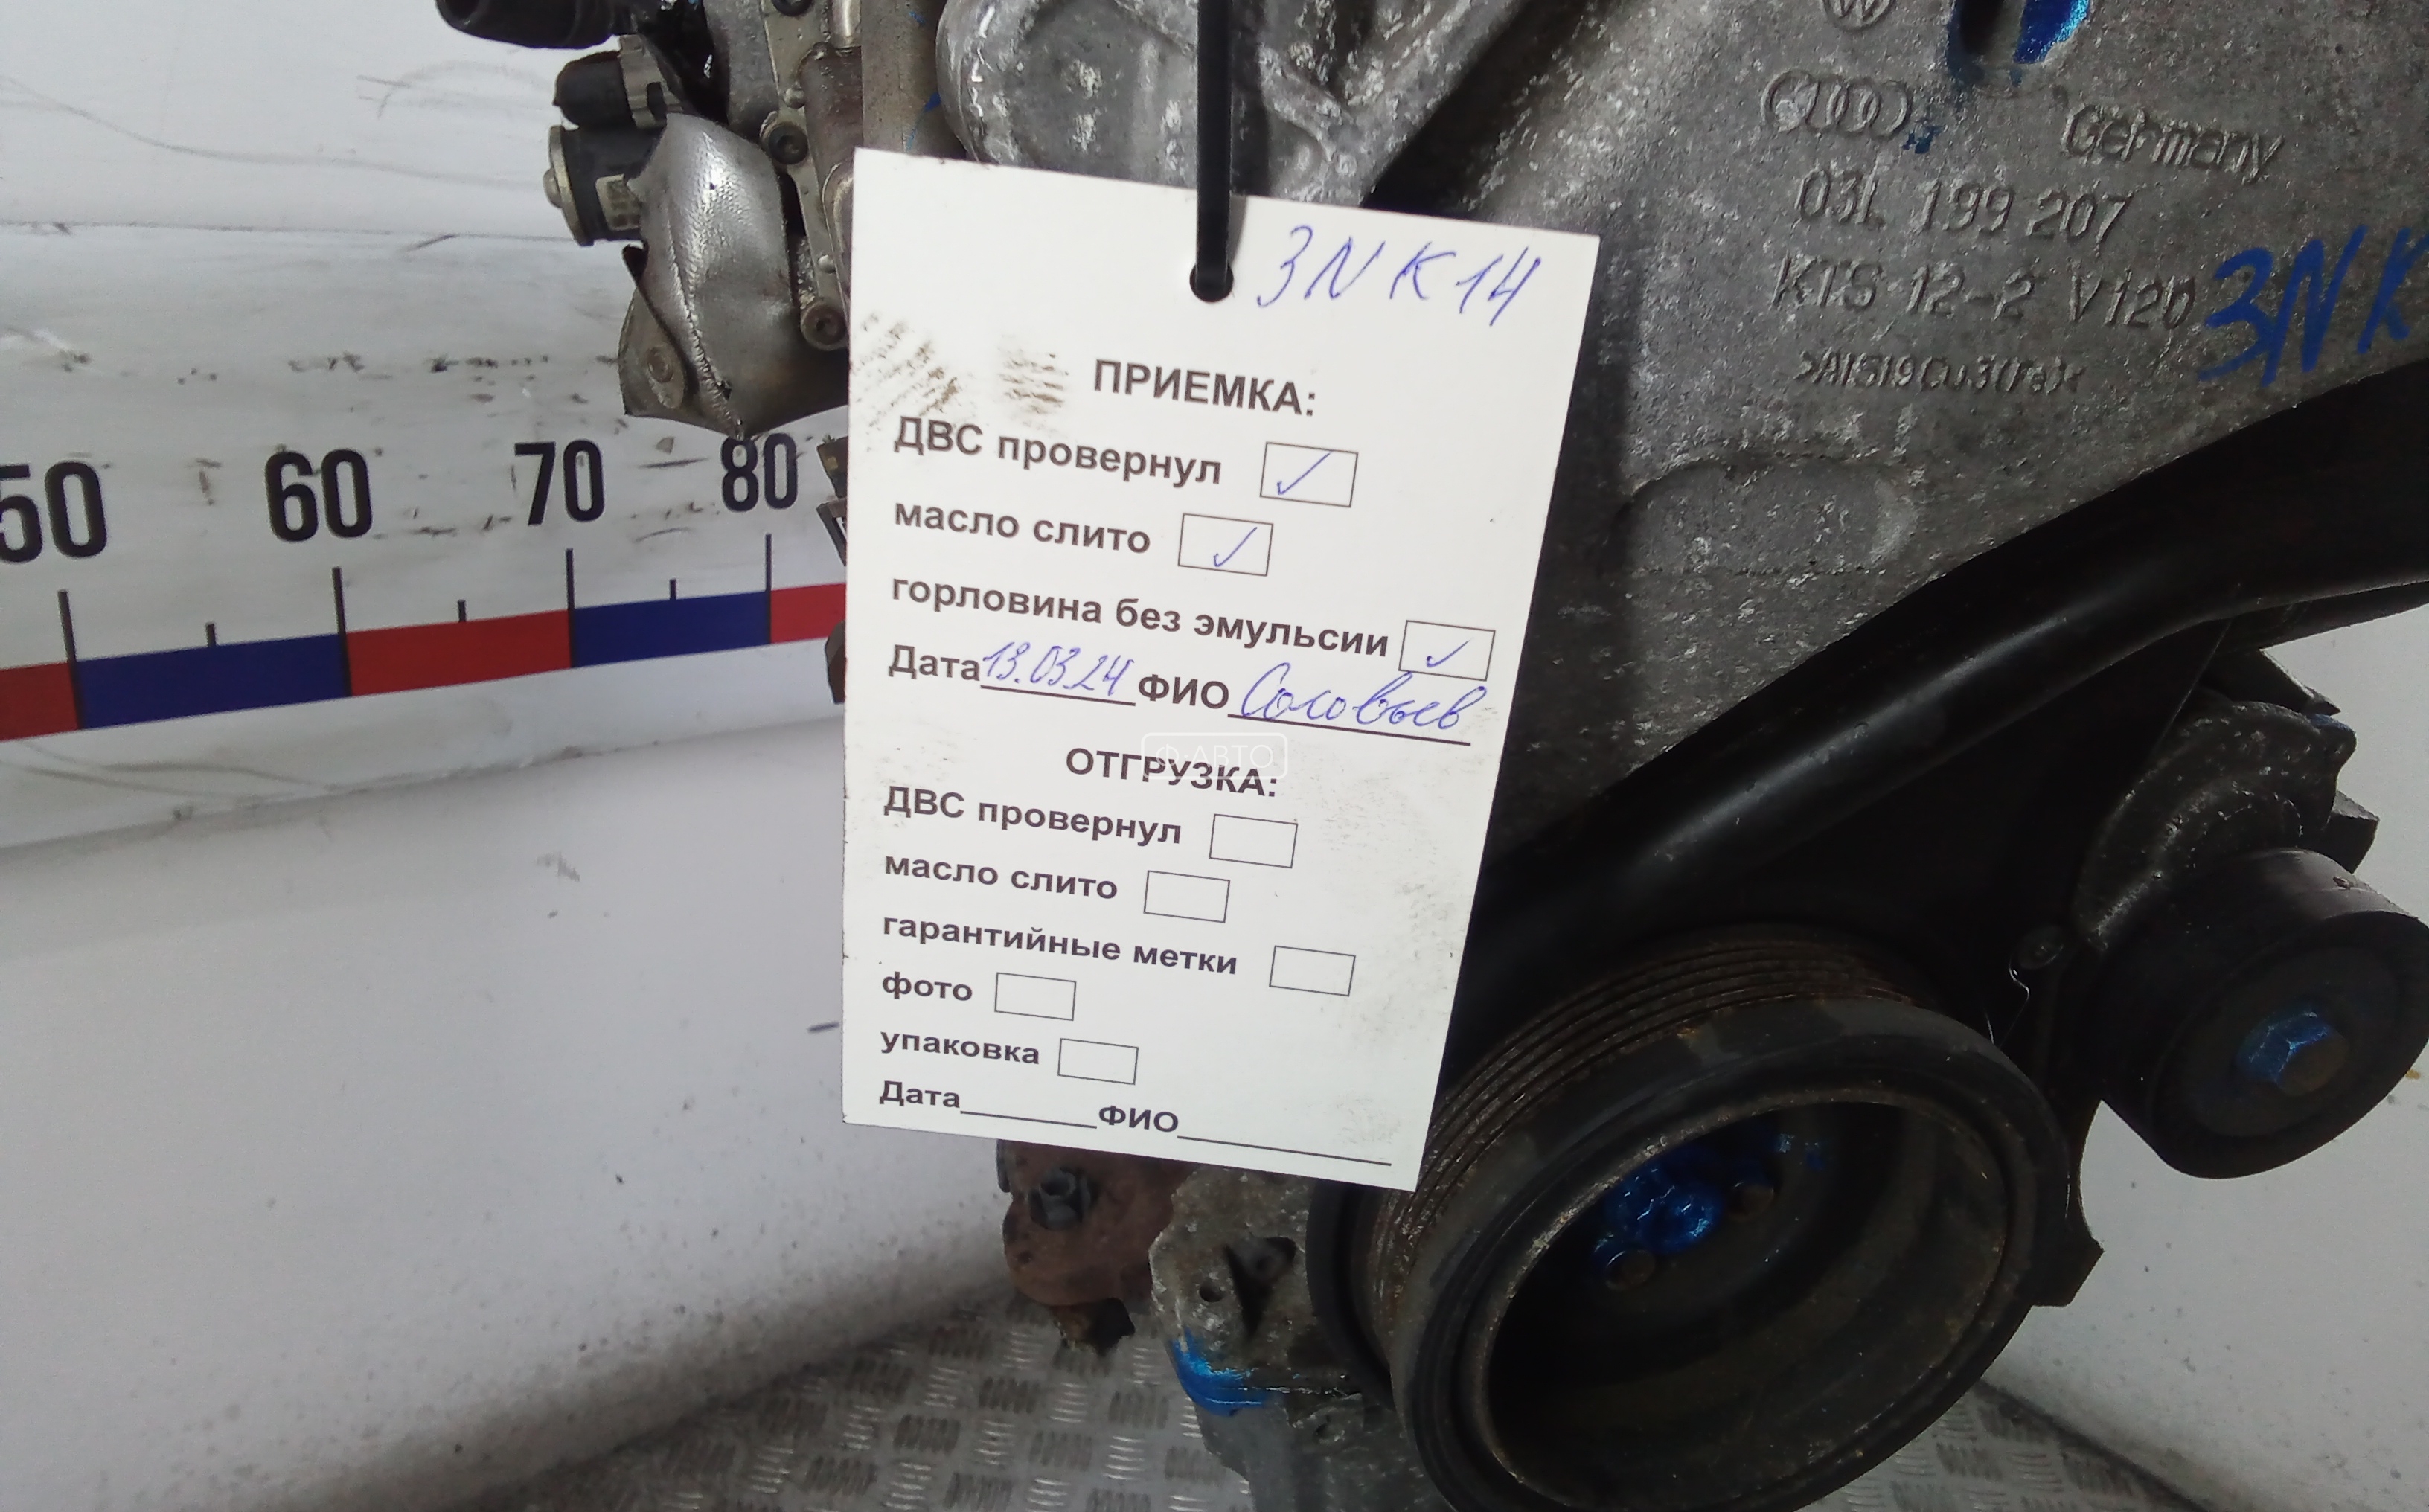 Germany
03L 199 207
KTS 12-2 V120
3NK
3NK14
ПРИЕМКА:
ДВС провернул
масло слито
горловина без эмульсии
Дата 13.03.24 ФИО Соловьев
Ф-АВТО
ОТГРУЗКА:
ДВС провернул
масло слито
гарантийные метки
фото
упаковка
Дата ФИО
50 60 70 80